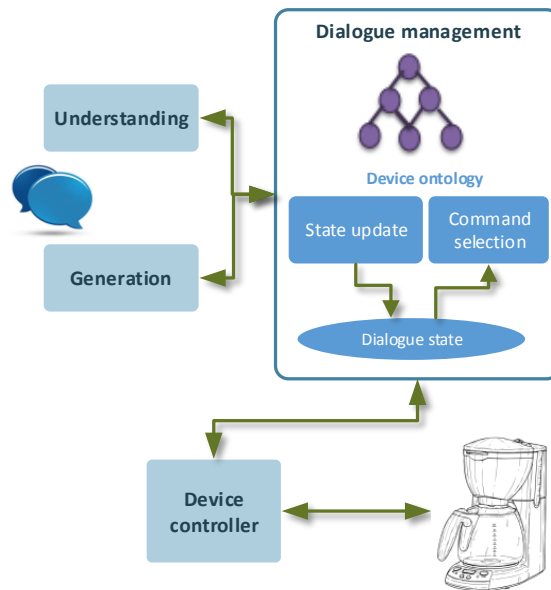 Dialogue management
Understanding
Device ontology
State update
Command
selection
Generation
Dialogue state
Device
controller